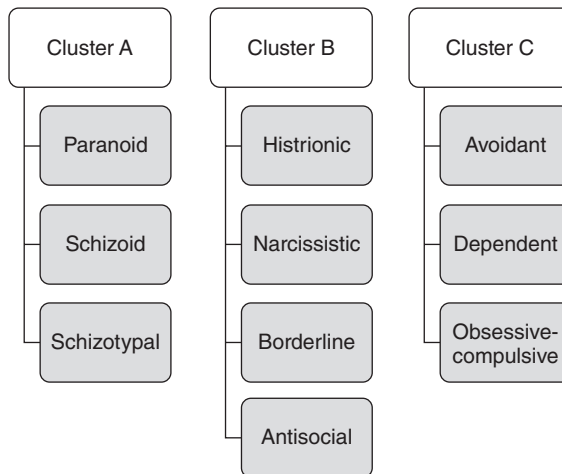 Cluster A
Paranoid
Schizoid
Schizotypal
Cluster B
Histrionic
Narcissistic
Borderline
Antisocial
Cluster C
Avoidant
Dependent
Obsessive-
compulsive